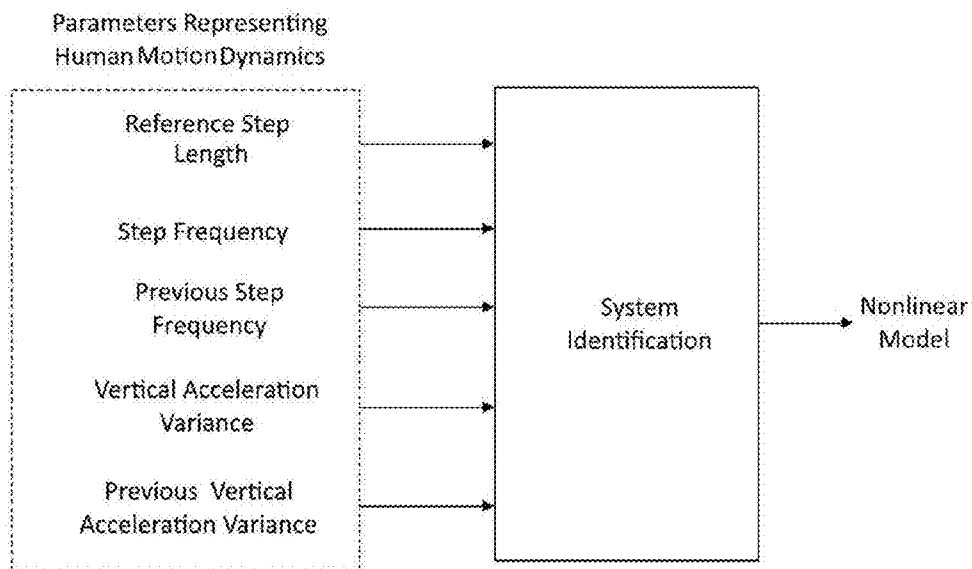 Parameters Representing
Human Motion Dynamics
Reference Step
Length
Step Frequency
Previous Step
Frequency
Vertical Acceleration
Variance
Previous Vertical
Acceleration Variance
System
Identification
Nonlinear
Model